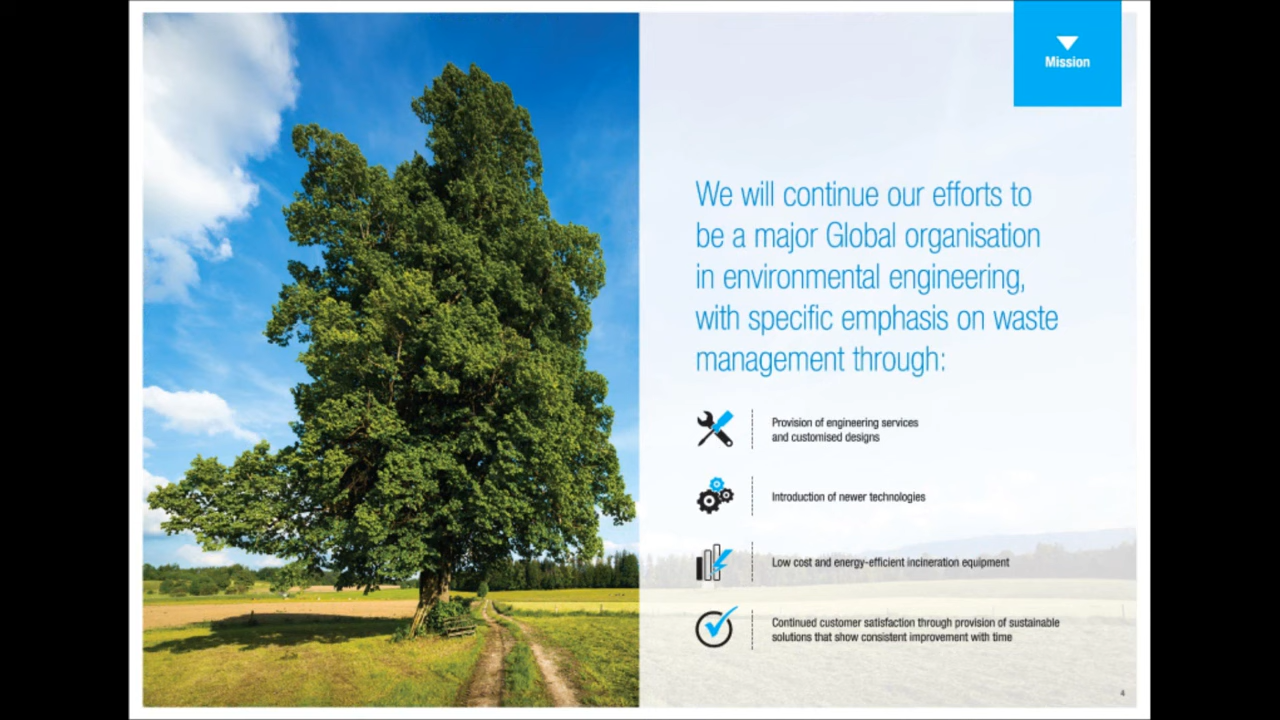 Mission
We will continue our efforts to
be a major Global organisation
in environmental engineering,
with specific emphasis on waste
management through:
Provision of engineering services
and customised designs
Introduction of newer technologies
Low cost and energy-efficient incineration equipment
Continued customer satisfaction through provision of sustainable
solutions that show consistent improvement with time
4